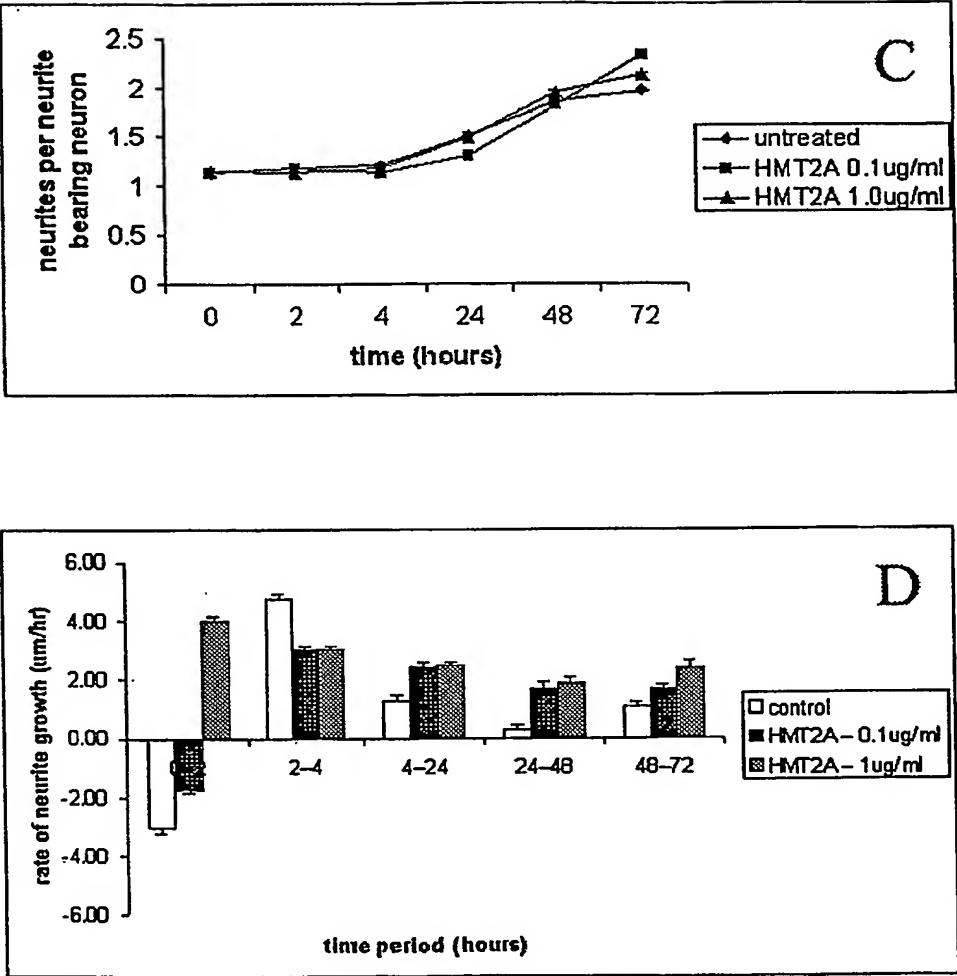 C
2.5
2
1.5
1
0.5
0
neurites per neurite
bearing neuron
0 2 4 24 48 72
time (hours)
untreated
HMT2A 0.1ug/ml
HMT2A 1.0ug/ml
D
6.00
4.00
2.00
0.00
-2.00
-4.00
-6.00
rate of neurite growth (um/hr)
2–4 4–24 24–48 48–72
time period (hours)
control
HMT2A – 0.1ug/ml
HMT2A – 1ug/ml